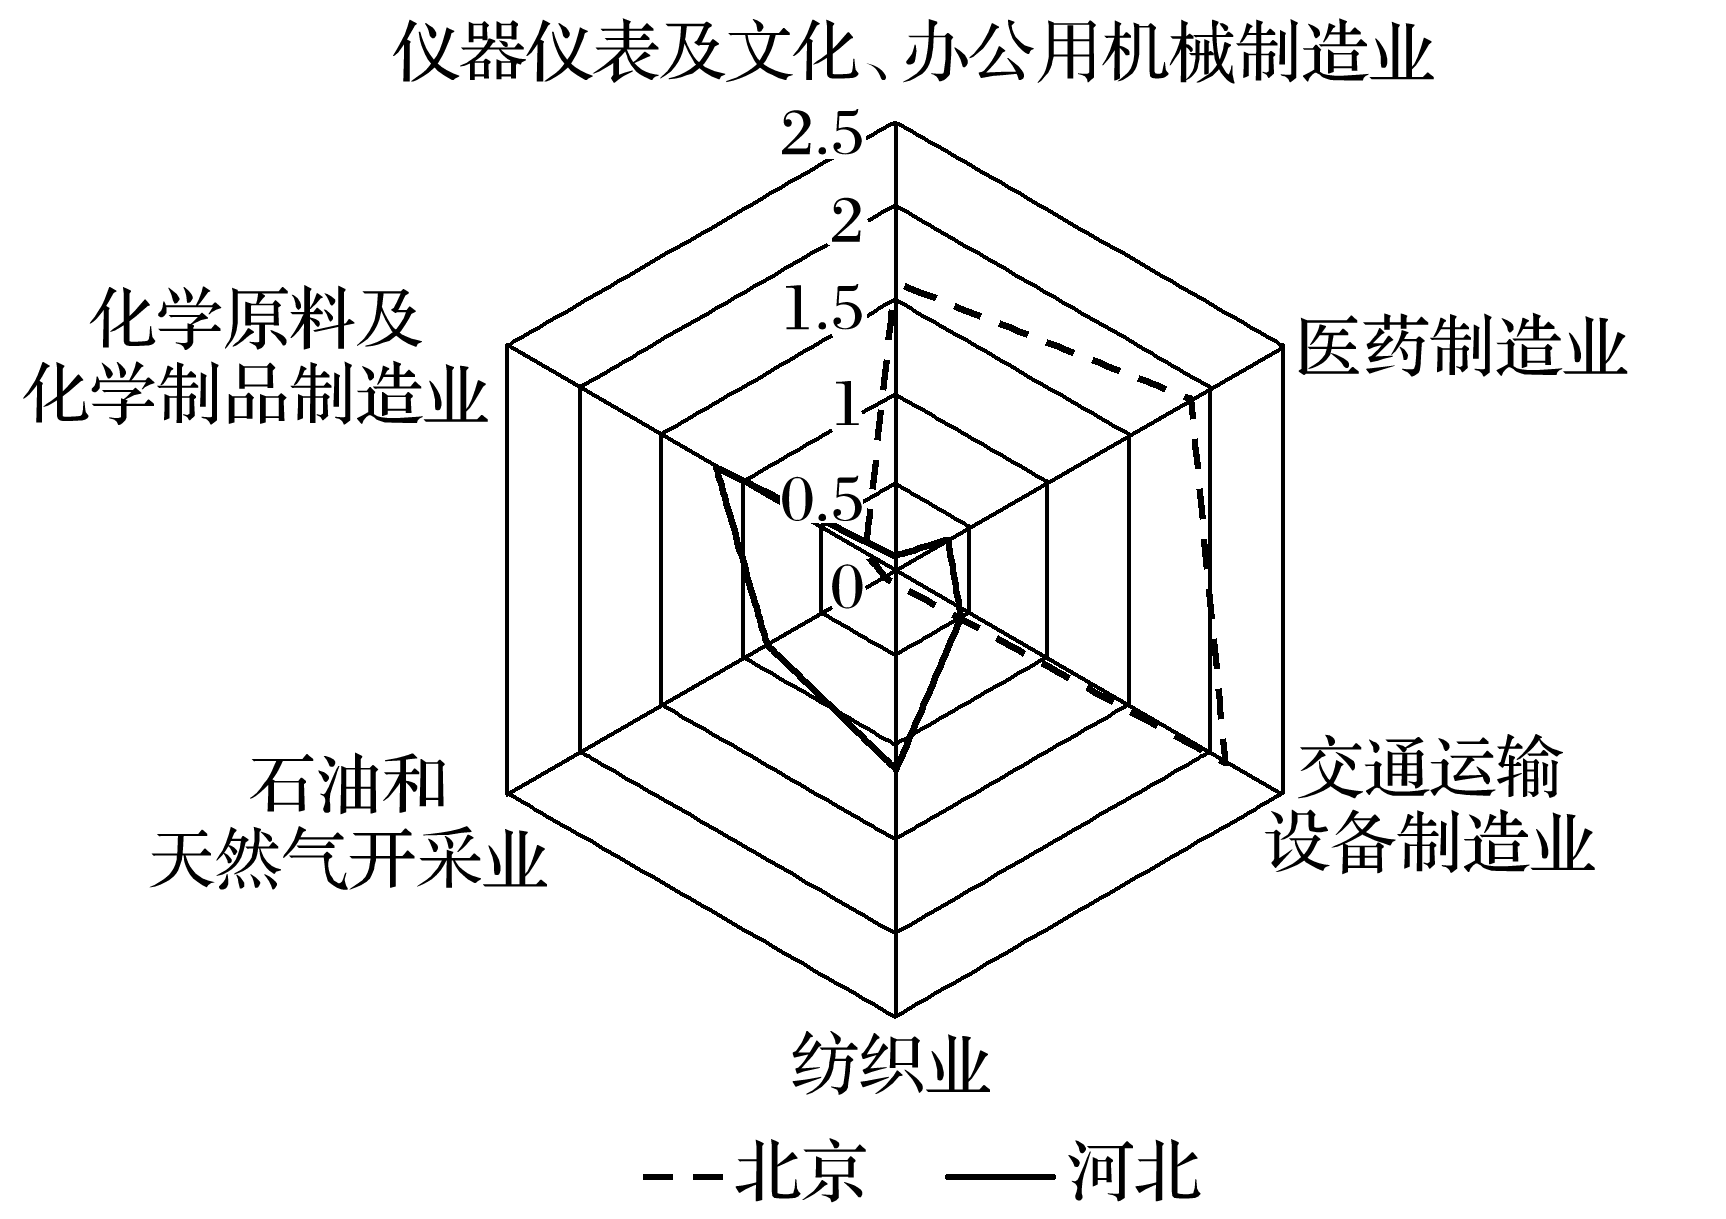 仪器仪表及文化、办公用机械制造业
2.5
2
1.5
1
0.5
0
医药制造业
交通运输
设备制造业
纺织业
石油和
天然气开采业
化学原料及
化学制品制造业
北京 河北